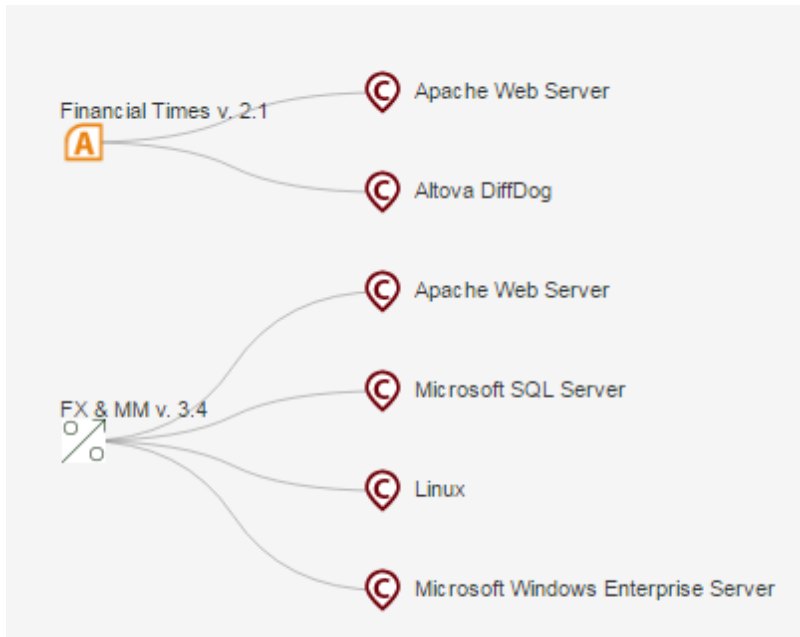 Financial Times v. 2.1
A
C Apache Web Server
C Altova DiffDog
FX & MM v. 3.4
C Apache Web Server
C Microsoft SQL Server
C Linux
C Microsoft Windows Enterprise Server